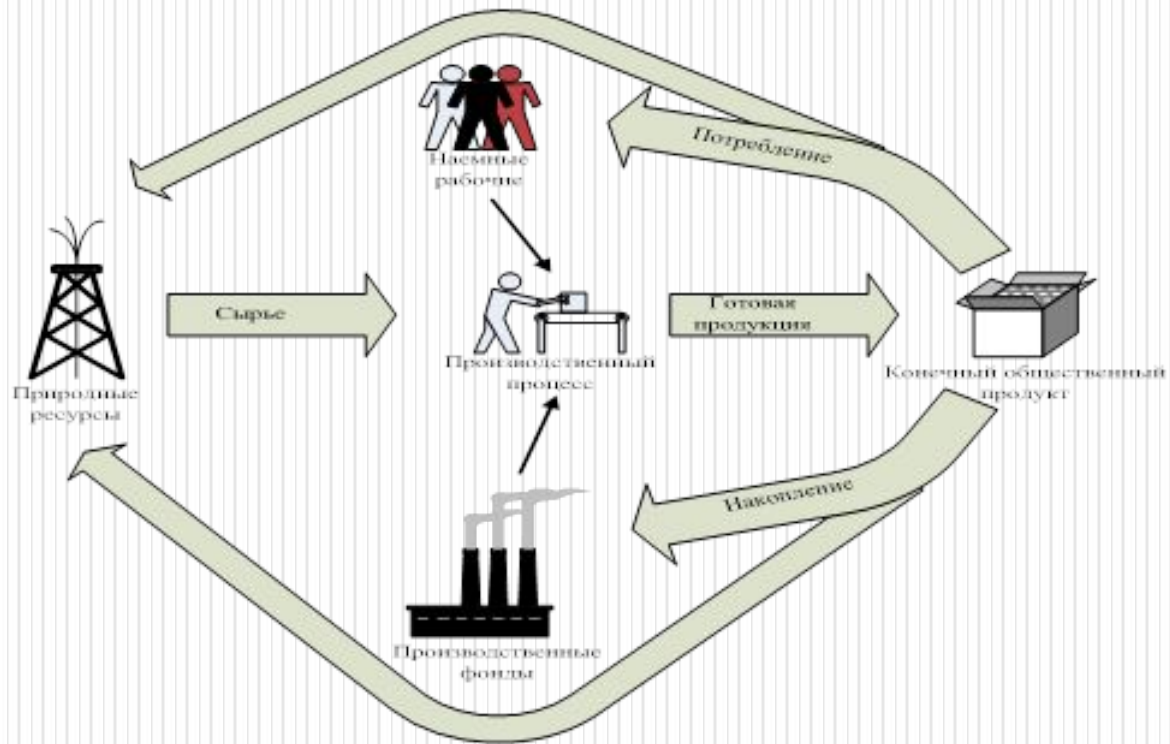 Наемные
рабочие
Потребление
Сырье
Готовая
продукция
Производственный
процесс
Природные
ресурсы
Конечный общественный
продукт
Накопление
Производственные
фонды